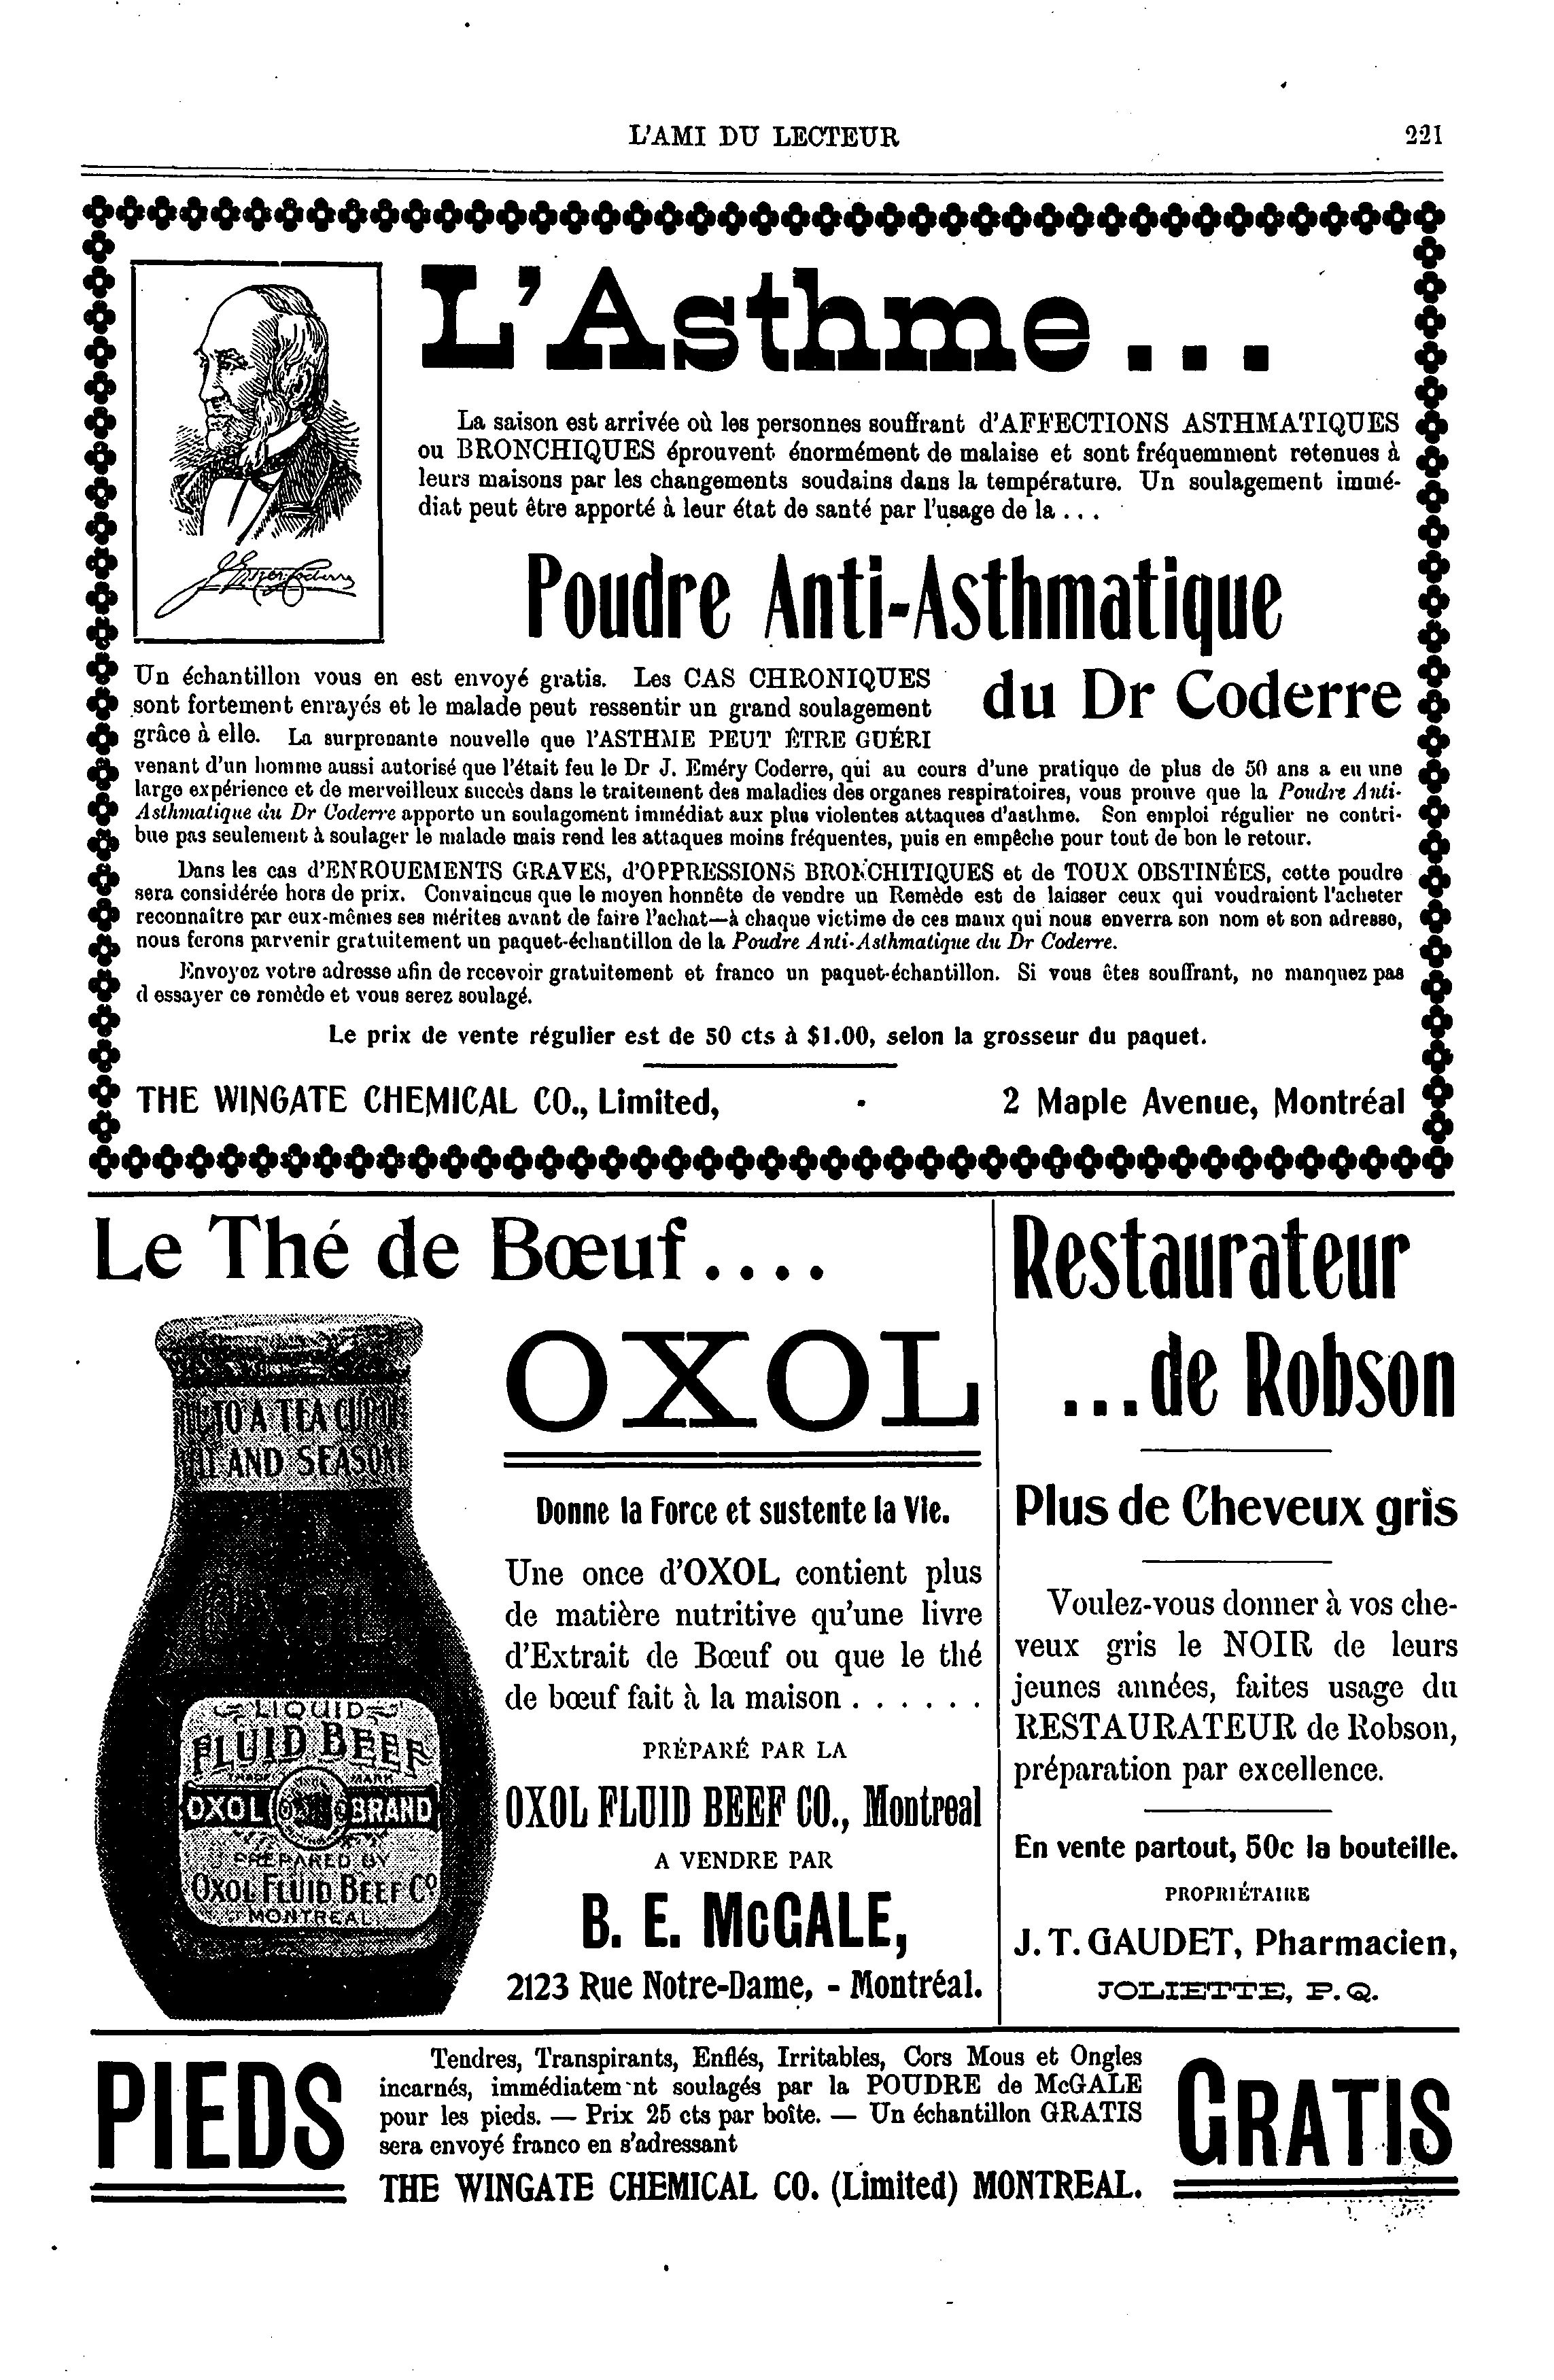 L'AMI DU LECTEUR
221
L'Asthme...
La saison est arrivée où les personnes souffrant d'AFFECTIONS ASTHMATIQUES
ou BRONCHIQUES éprouvent énormément de malaise et sont fréquemment retenues à
leurs maisons par les changements soudains dans la température. Un soulagement immé-
diat peut être apporté à leur état de santé par l'usage de la ...
Poudre Anti-Asthmatique
du Dr Coderre
Un échantillon vous en est envoyé gratis. Les CAS CHRONIQUES
sont fortement enrayés et le malade peut ressentir un grand soulagement
grâce à elle. La surprenante nouvelle que l'ASTHME PEUT ÊTRE GUÉRI
venant d'un homme aussi autorisé que l'était feu le Dr J. Eméry Coderre, qui au cours d'une pratique de plus de 50 ans a eu une
large expérience et de merveilleux succès dans le traitement des maladies des organes respiratoires, vous prouve que la Poudre Anti-
Asthmatique du Dr Coderre apporte un soulagement immédiat aux plus violentes attaques d'asthme. Son emploi régulier ne contri-
bue pas seulement à soulager le malade mais rend les attaques moins fréquentes, puis en empêche pour tout de bon le retour.
Dans les cas d'ENROUEMENTS GRAVES, d'OPPRESSIONS BRONCHITIQUES et de TOUX OBSTINÉES, cette poudre
sera considérée hors de prix. Convaincus que le moyen honnête de vendre un Remède est de laisser ceux qui voudraient l'acheter
reconnaître par eux-mêmes ses mérites avant de faire l'achat—à chaque victime de ces maux qui nous enverra son nom et son adresse,
nous ferons parvenir gratuitement un paquet-échantillon de la Poudre Anti-Asthmatique du Dr Coderre.
Envoyez votre adresse afin de recevoir gratuitement et franco un paquet-échantillon. Si vous êtes souffrant, ne manquez pas
d essayer ce remède et vous serez soulagé.
Le prix de vente régulier est de 50 cts à $1.00, selon la grosseur du paquet.
THE WINGATE CHEMICAL CO., Limited, - 2 Maple Avenue, Montréal
Le Thé de Bœuf....
OXOL
TO A TEA CUP
AND SEASON
LIQUID
FLUID BEEF
TRADE MARK
OXOL BRAND
PREPARED BY
OXOL FLUID BEEF Co
MONTREAL
Donne la Force et sustente la Vie.
Une once d'OXOL contient plus
de matière nutritive qu'une livre
d'Extrait de Bœuf ou que le thé
de bœuf fait à la maison . . . . . .
PRÉPARÉ PAR LA
OXOL FLUID BEEF CO., Montreal
A VENDRE PAR
B. E. McGALE,
2123 Rue Notre-Dame, - Montréal.
Restaurateur
...de Robson
Plus de Cheveux gris
Voulez-vous donner à vos che-
veux gris le NOIR de leurs
jeunes années, faites usage du
RESTAURATEUR de Robson,
préparation par excellence.
En vente partout, 50c la bouteille.
PROPRIÉTAIRE
J. T. GAUDET, Pharmacien,
JOLIETTE, P. Q.
PIEDS
Tendres, Transpirants, Enflés, Irritables, Cors Mous et Ongles
incarnés, immédiatem nt soulagés par la POUDRE de McGALE
pour les pieds. — Prix 25 cts par boîte. — Un échantillon GRATIS
sera envoyé franco en s'adressant
THE WINGATE CHEMICAL CO. (Limited) MONTREAL.
GRATIS